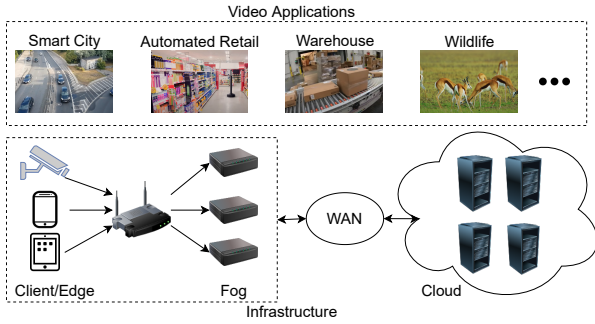 Video Applications
Smart City
Automated Retail
Warehouse
Wildlife
WAN
Client/Edge
Fog
Cloud
Infrastructure